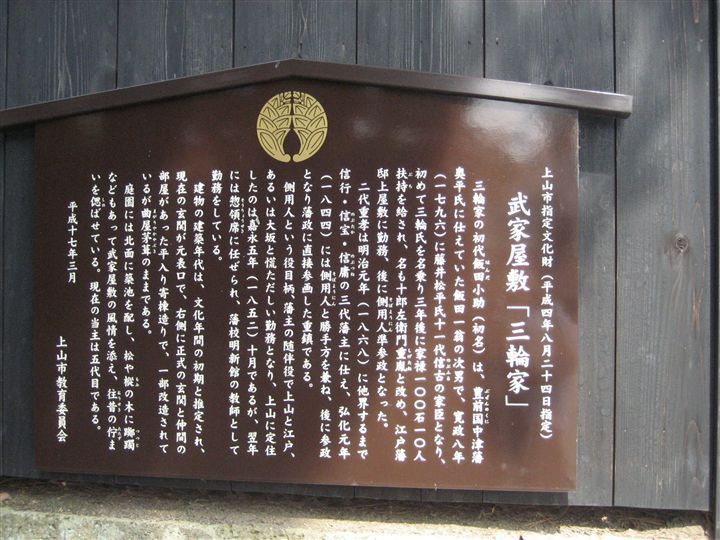 上山市指定文化財(平成四年八月二十四日指定)
武家屋敷「三輪家」
三輪家の初代飯田小助(初名)は、豊前国中津藩
奥平氏に仕えていた飯田一翁の次男で、寛政八年
(一七九六)に藤井松平氏十一代信古の家臣となり、
初めて三輪氏を名乗り三年後に家禄一〇〇石一〇人
扶持を給され、名も十郎左衛門重胤と改め、江戸藩
邸上屋敷に勤務、後に側用人準参政となった。
二代重孝は明治元年(一八六八)に他界するまで
信行・信宝・信庸の三代藩主に仕え、弘化元年
(一八四四)には側用人と勝手方を兼ね、後に参政
となり藩政に直接参画した重鎮である。
側用人という役目柄、藩主の随伴役で上山と江戸、
あるいは大坂と慌ただしい勤務となり、上山に定住
したのは嘉永五年(一八五二)十月であるが、翌年
には惣領席に任ぜられ、藩校明新館の教師として
勤務をしている。
建物の建築年代は、文化年間の初期と推定され、
現在の玄関が元裏口で、右側に正式の玄関と仲間の
部屋があった平入り寄棟造りで、一部改造されて
いるが曲屋茅葺のままである。
庭園には北面に築池を配し、松や樅の木に躑躅
などもあって武家屋敷の風情を添え、往昔の佇ま
いを偲ばせている。現在の当主は五代目である。
平成十七年三月
上山市教育委員会